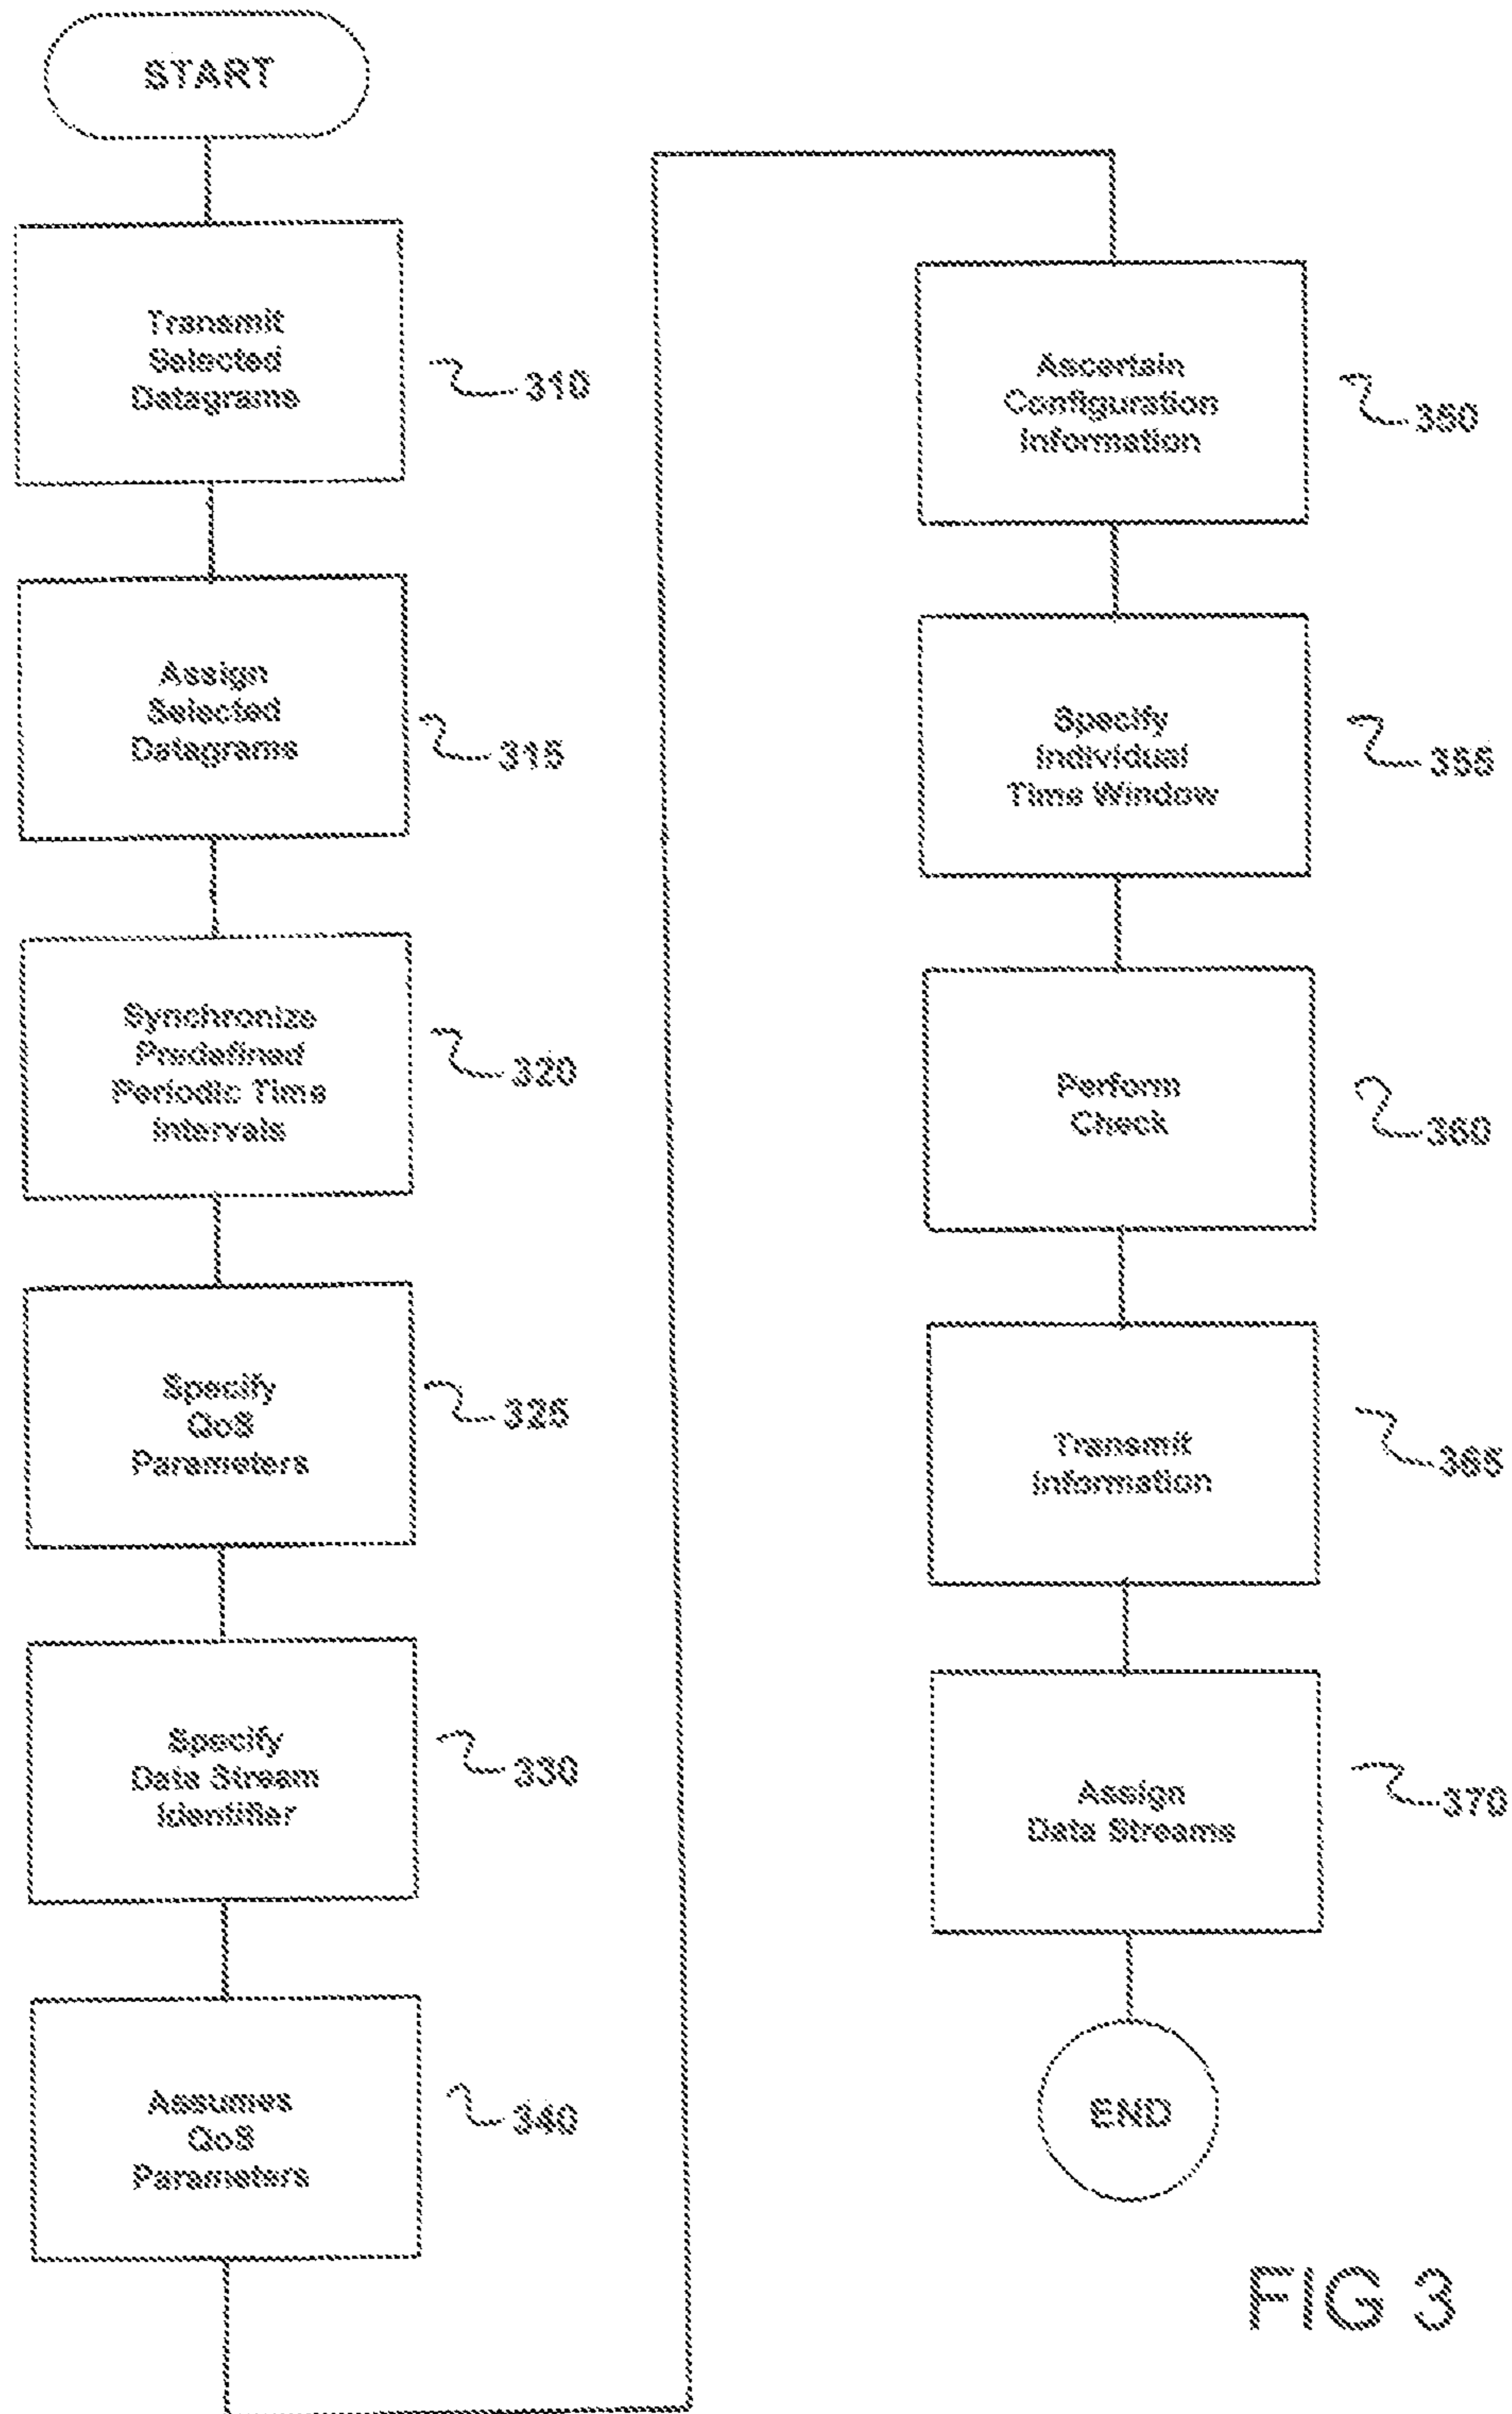 START
Transmit
Selected
Datagrams
310
Assign
Selected
Datagrams
315
Synchronize
Predefined
Periodic Time
Intervals
320
Specify
QoS
Parameters
325
Specify
Data Stream
Identifier
330
Assumes
QoS
Parameters
340
Ascertain
Configuration
Information
350
Specify
Individual
Time Window
355
Perform
Check
360
Transmit
Information
365
Assign
Data Streams
370
END
FIG 3